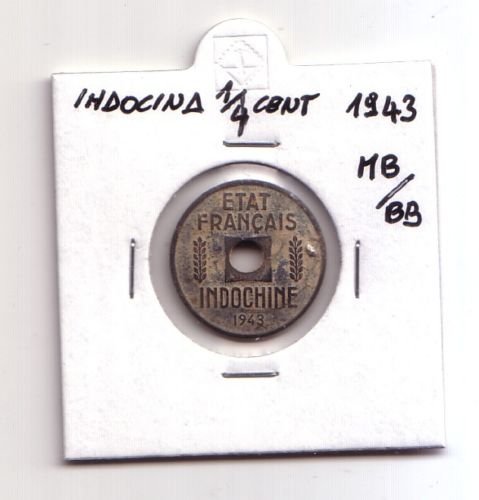 INDOCINA 1/4 CENT 1943
MB/BB
ETAT
FRANÇAIS
INDOCHINE
1943